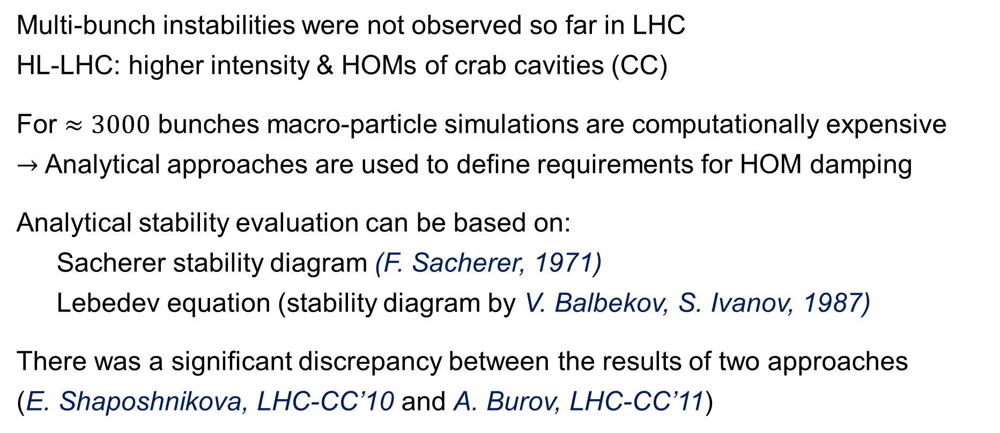 Multi-bunch instabilities were not observed so far in LHC
HL-LHC: higher intensity & HOMs of crab cavities (CC)
For ≈ 3000 bunches macro-particle simulations are computationally expensive
→ Analytical approaches are used to define requirements for HOM damping
Analytical stability evaluation can be based on:
Sacherer stability diagram (F. Sacherer, 1971)
Lebedev equation (stability diagram by V. Balbekov, S. Ivanov, 1987)
There was a significant discrepancy between the results of two approaches
(E. Shaposhnikova, LHC-CC’10 and A. Burov, LHC-CC’11)